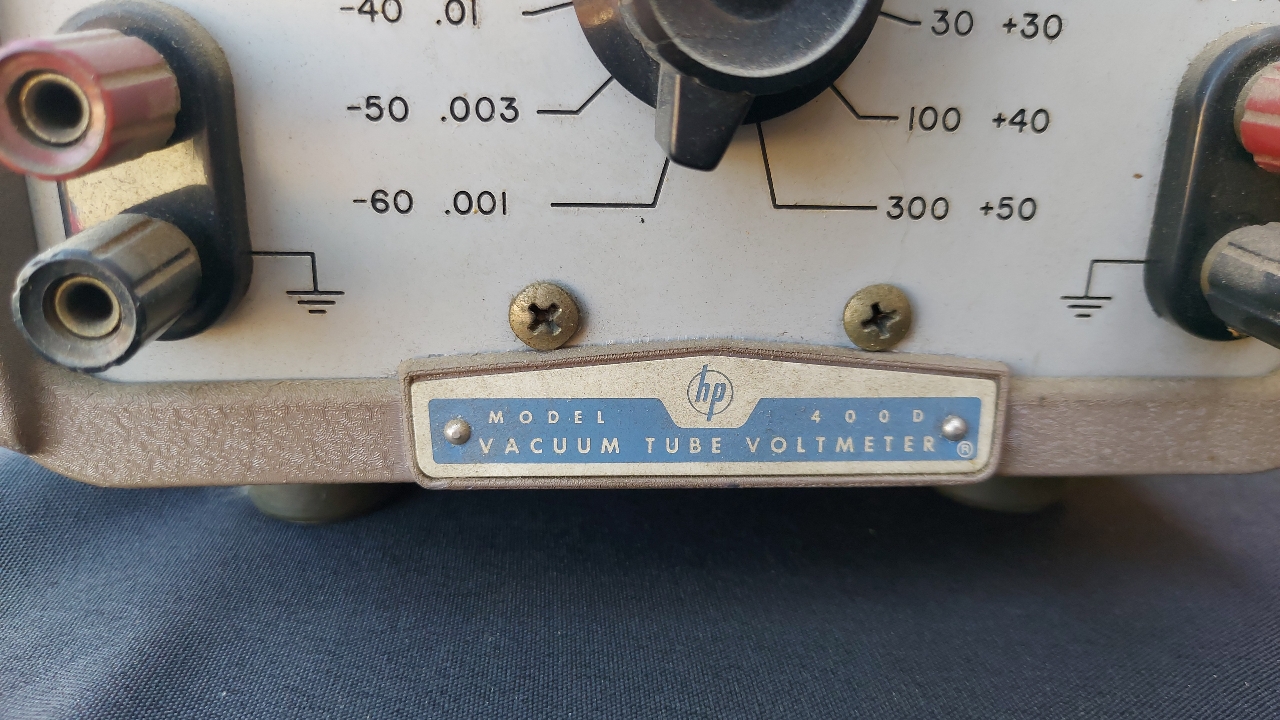 -40 .01 30 +30
-50 .003 100 +40
-60 .001 300 +50
hp
MODEL 400D
VACUUM TUBE VOLTMETER ®